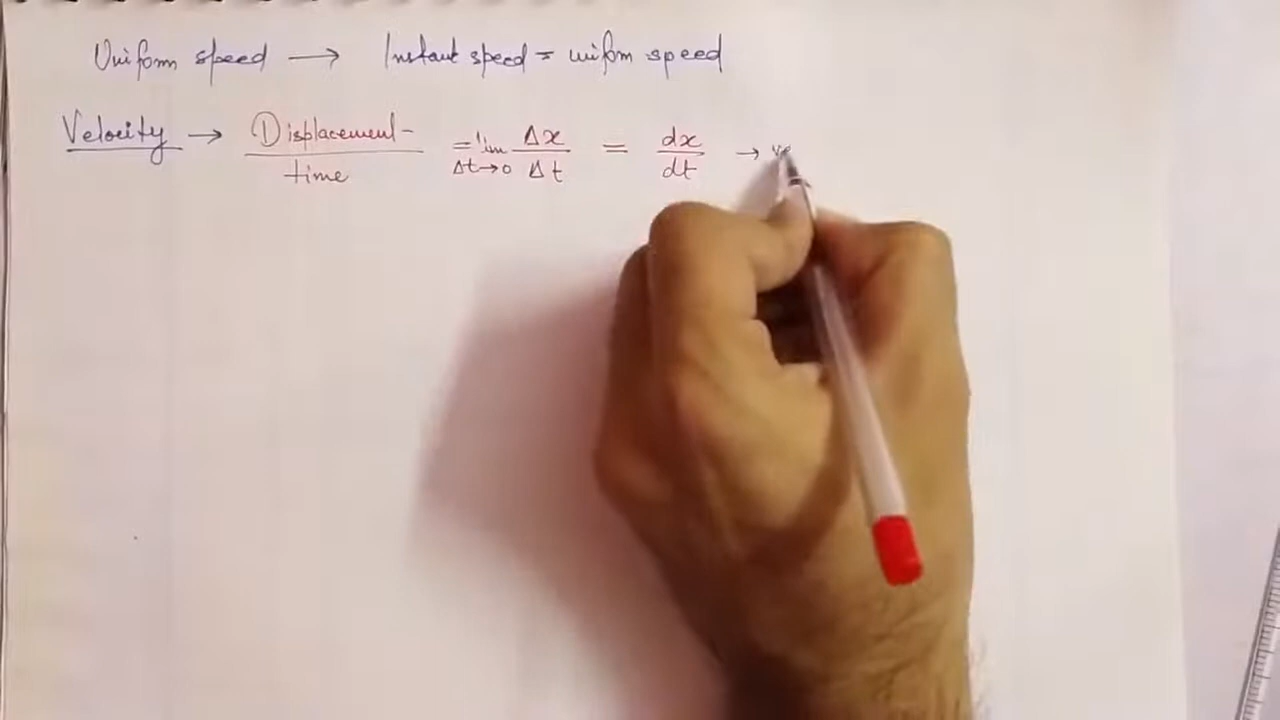 Uniform speed → Instant speed = uniform speed
Velocity → Displacement / time = lim Δt→0 Δx / Δt = dx / dt →